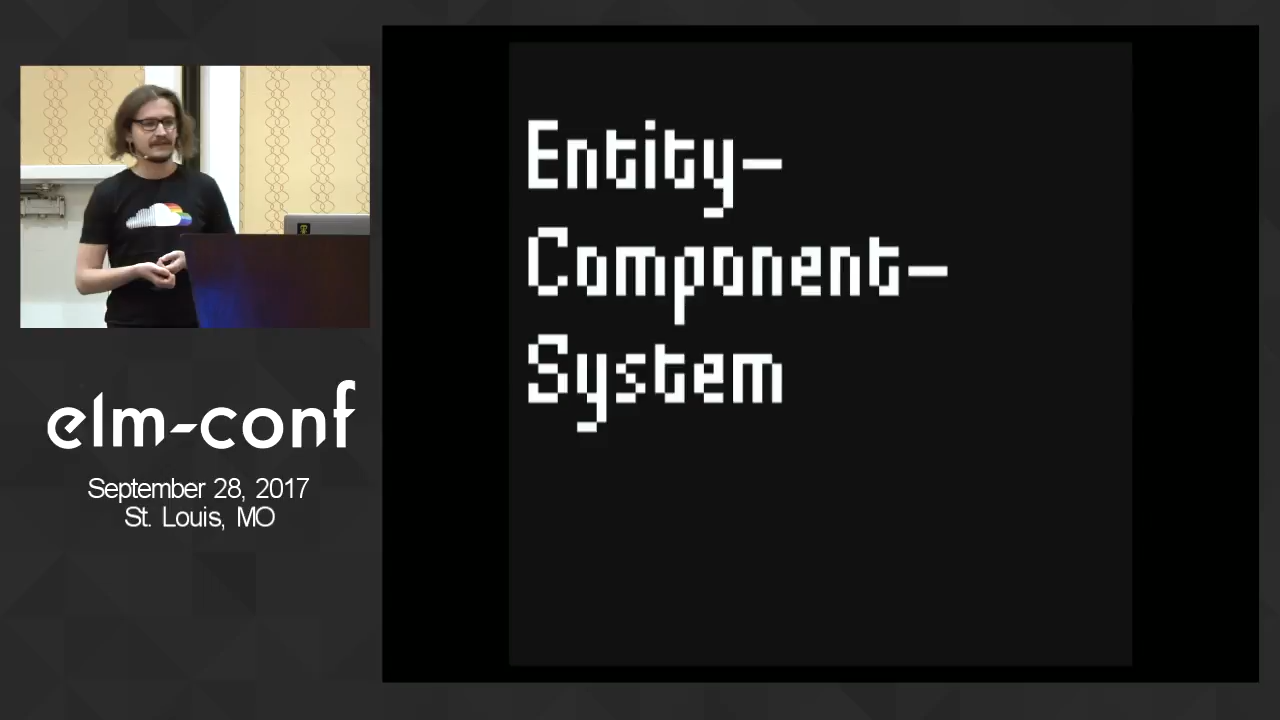 Entity-
Component-
System
elm-conf
September 28, 2017
St. Louis, MO